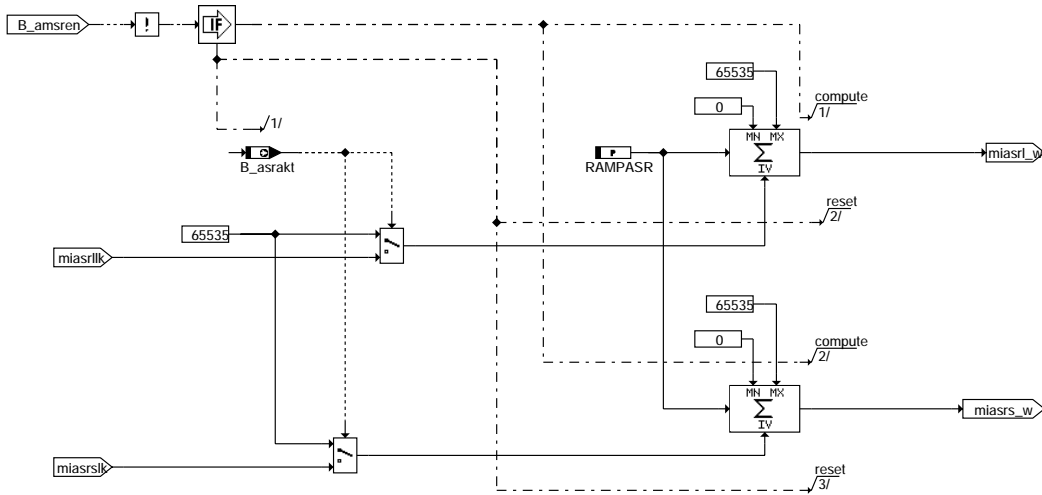 B_amsren
!
IF
65535
0
compute
1/
1/
MN MX
B_asrakt
RAMPASR
P
Σ
IV
miasrl_w
reset
2/
65535
miasrllk
65535
0
compute
2/
MN MX
Σ
IV
miasrs_w
miasrslk
reset
3/